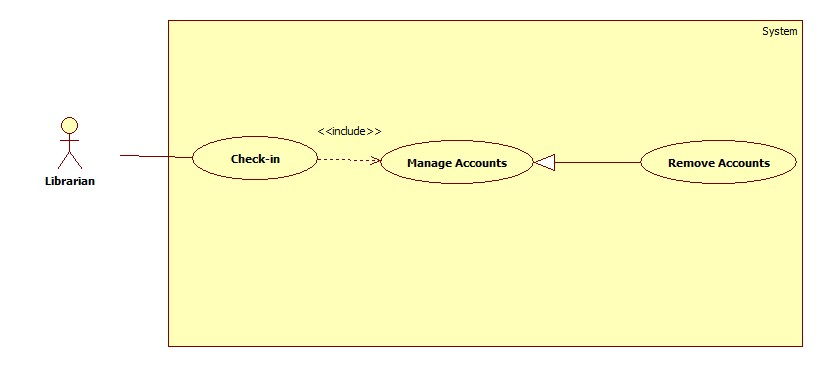 System
<<include>>
Check-in
Manage Accounts
Remove Accounts
Librarian